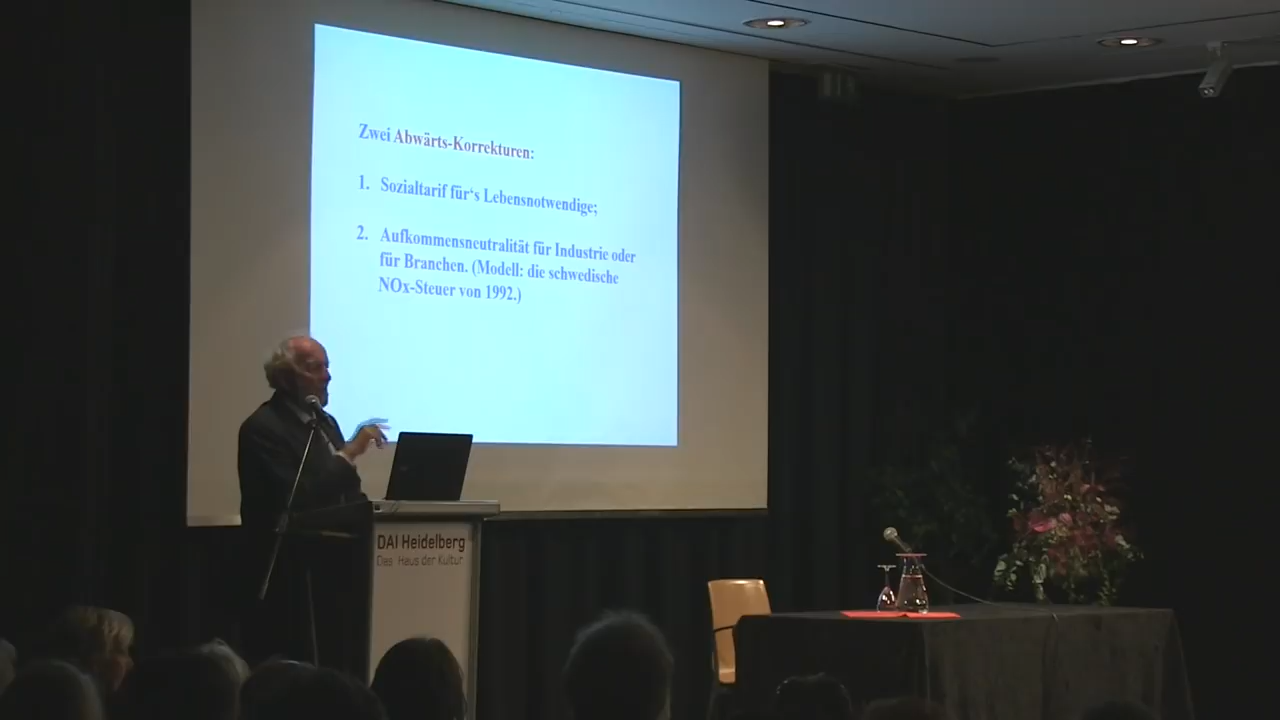 Zwei Abwärts-Korrekturen:
1. Sozialtarif für‘s Lebensnotwendige;
2. Aufkommensneutralität für Industrie oder
für Branchen. (Modell: die schwedische
NOx-Steuer von 1992.)
DAI Heidelberg
Das Haus der Kultur